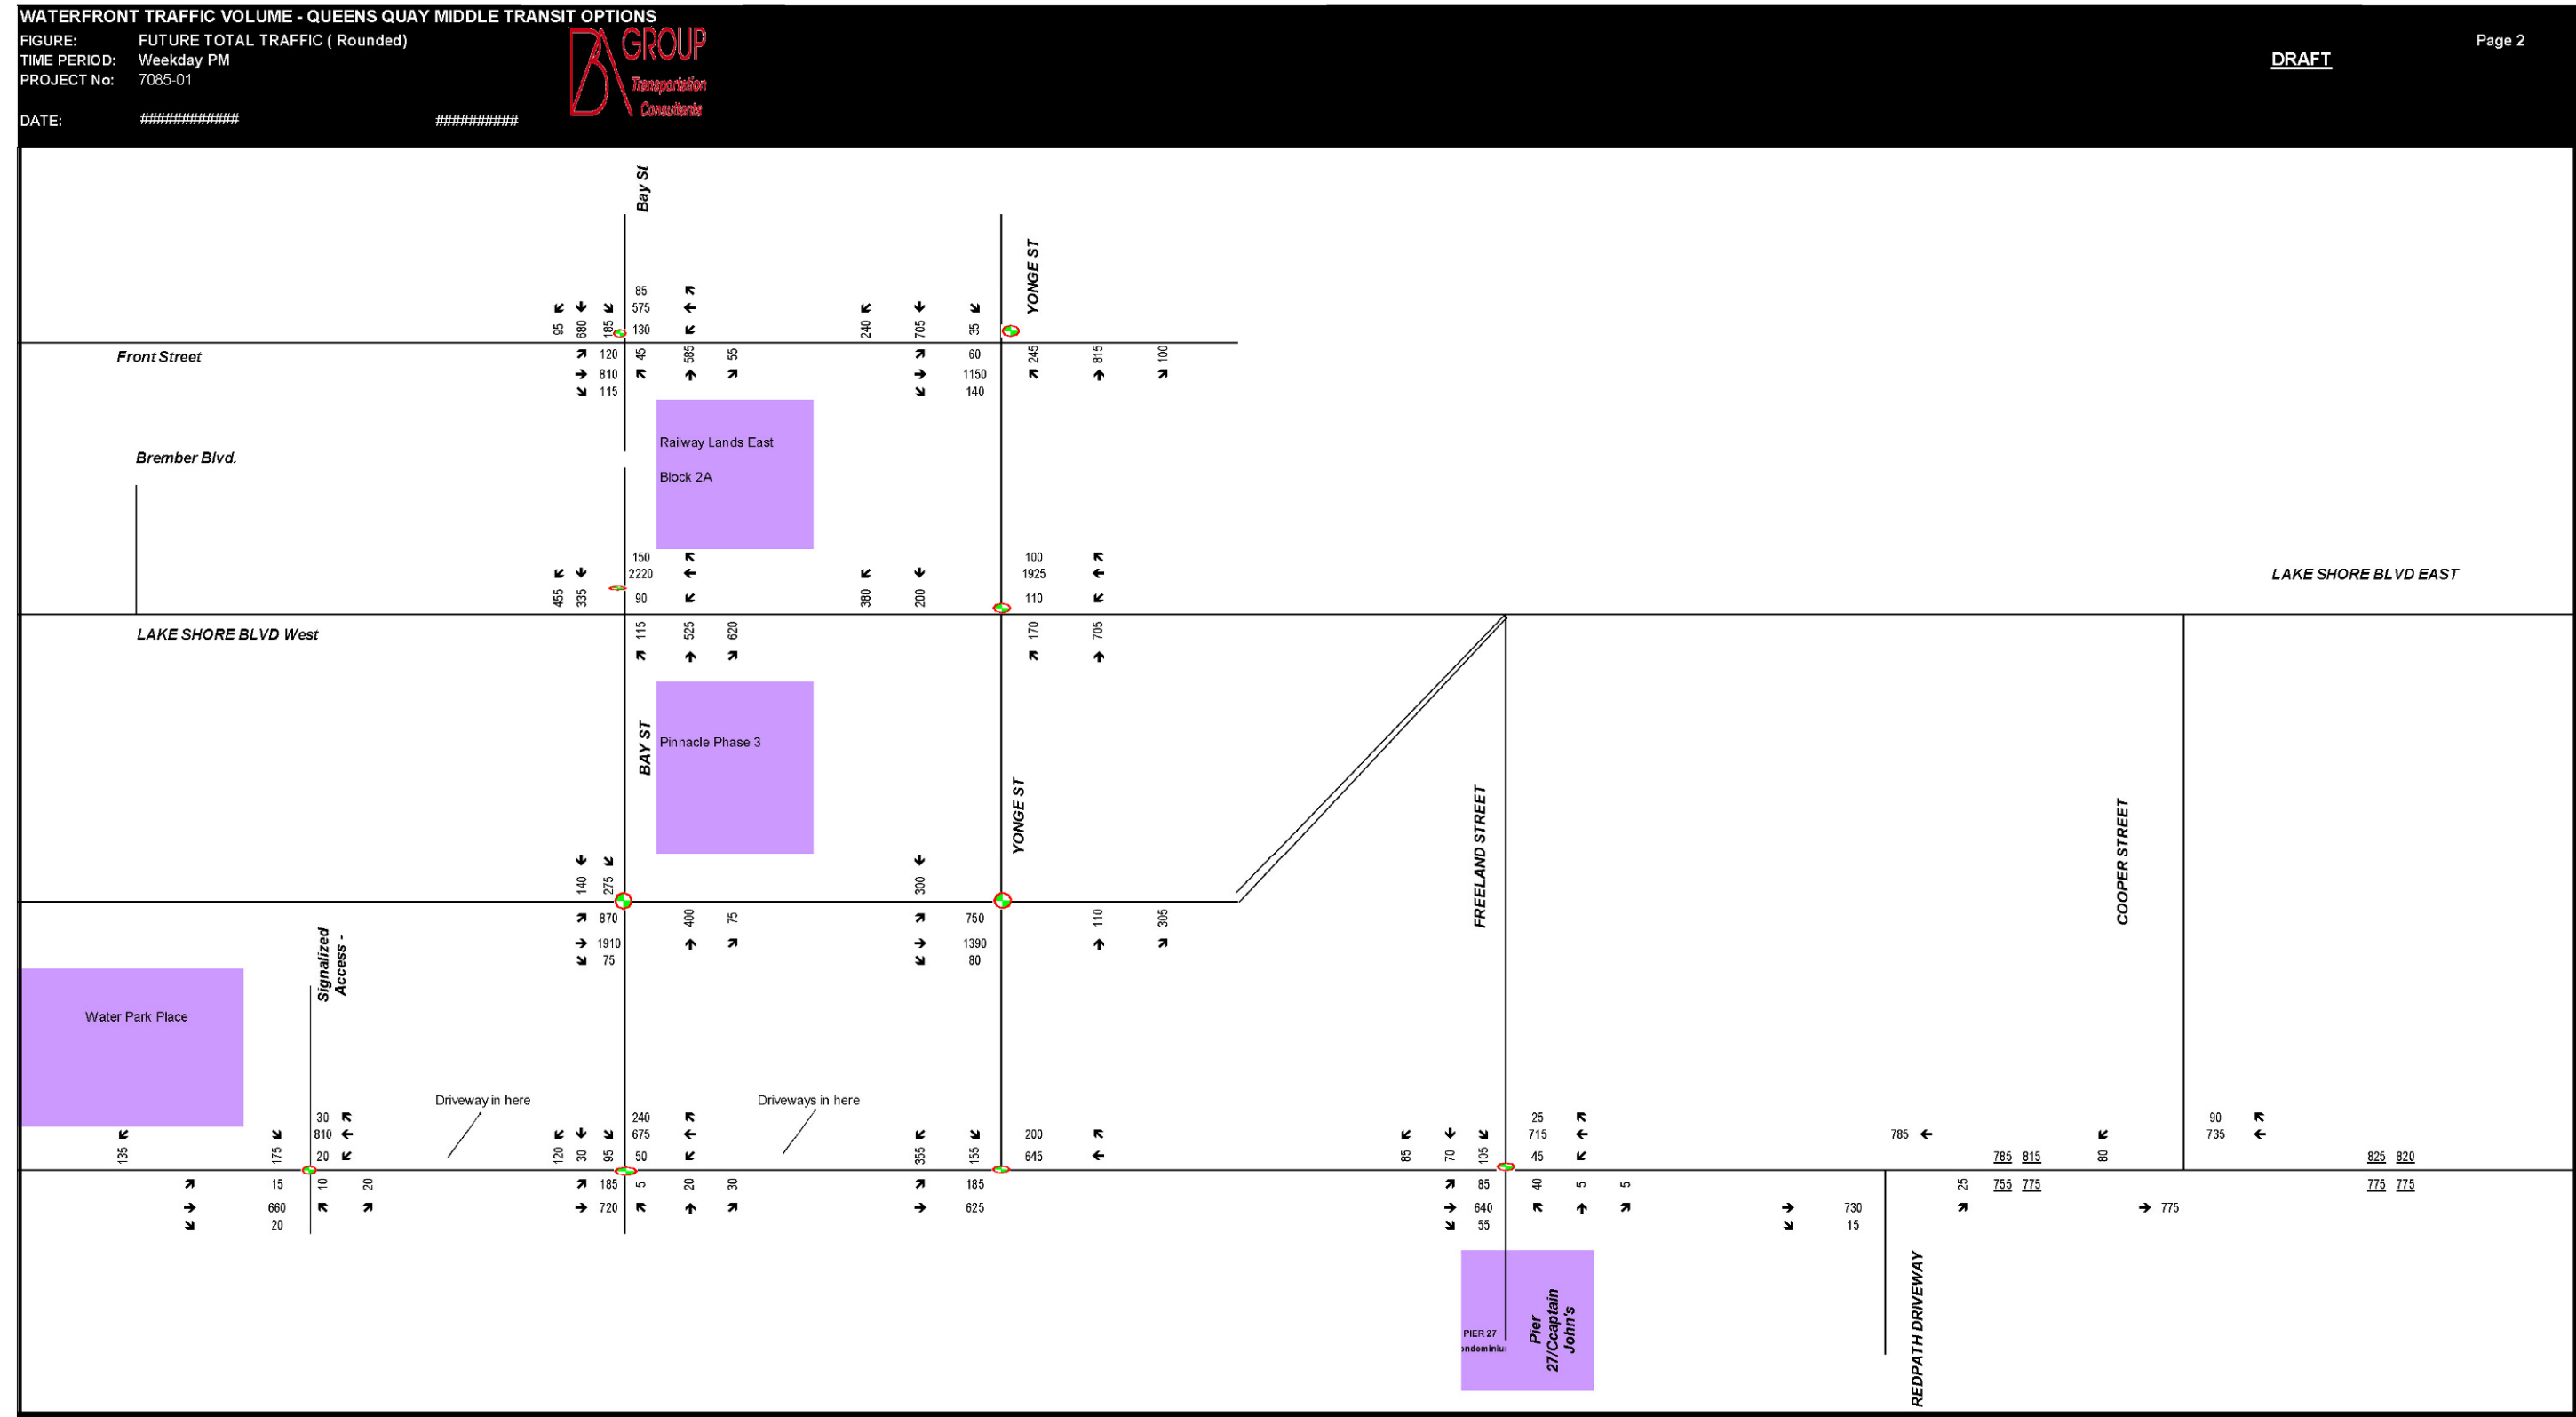 WATERFRONT TRAFFIC VOLUME - QUEENS QUAY MIDDLE TRANSIT OPTIONS
FIGURE: FUTURE TOTAL TRAFFIC ( Rounded)
TIME PERIOD: Weekday PM
PROJECT No: 7085-01
DATE: ############ ##########
BA GROUP
Transportation
Consultants
DRAFT
Page 2
Bay St
YONGE ST
85
575
95 680 185 130 240 705 35
Front Street
120 45 585 55 60 245 815 100
810 1150
115 140
Railway Lands East
Block 2A
Brember Blvd.
150 100
2220 1925
455 335 90 380 200 110
LAKE SHORE BLVD EAST
LAKE SHORE BLVD West
115 525 620 170 705
BAY ST
Pinnacle Phase 3
YONGE ST
FREELAND STREET
COOPER STREET
140 275 300
870 400 75 750 110 305
1910 1390
75 80
Signalized
Access -
Water Park Place
Driveway in here
Driveways in here
30 240 25 90
810 675 200 715 785 735
135 175 20 120 30 95 50 355 155 645 85 70 105 45 785 815 80 825 820
15 10 20 185 5 20 30 185 85 40 5 5 25 755 775 775 775
660 720 625 640 730 775
20 55 15
PIER 27
ondominiu
Pier
27/Ccaptain
John's
REDPATH DRIVEWAY